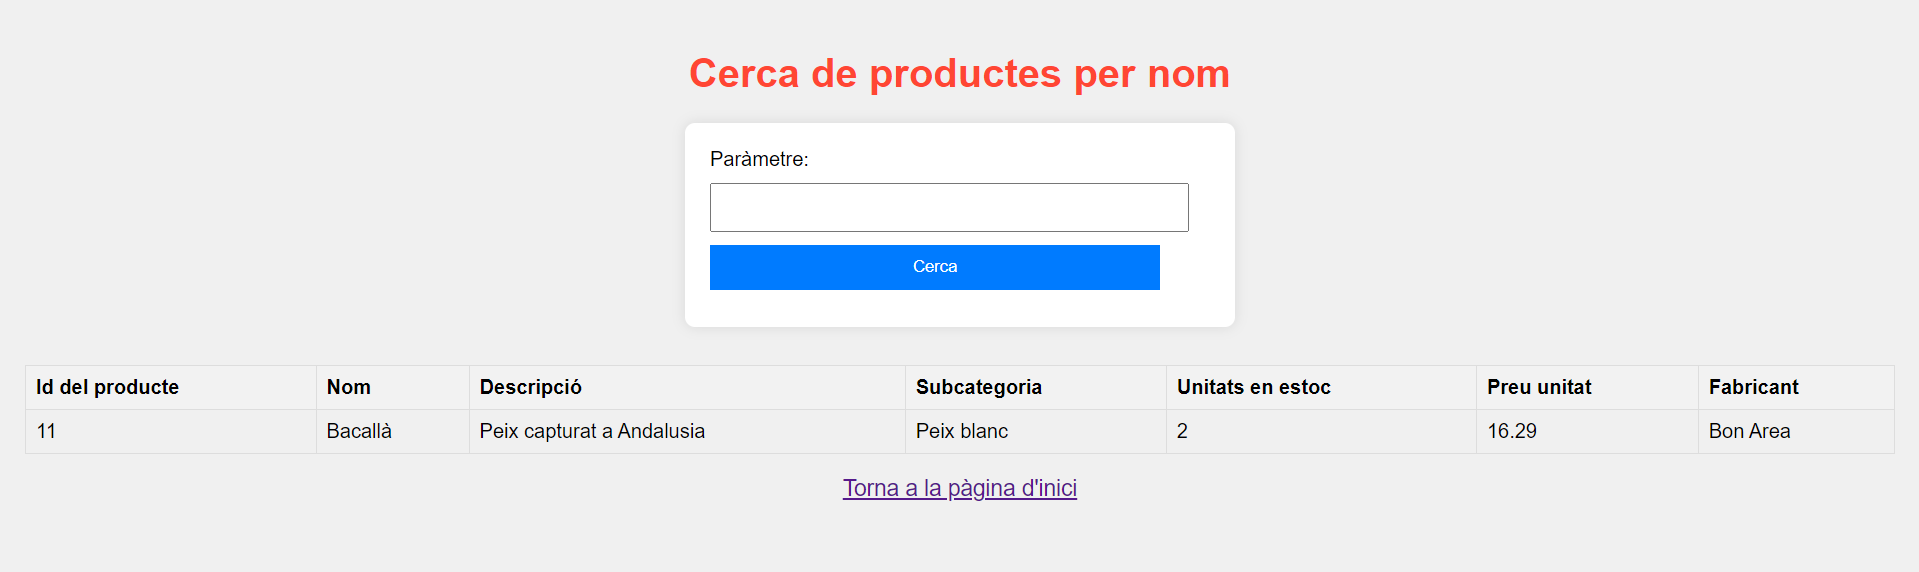 Cerca de productes per nom
Paràmetre:
Cerca
Id del producte Nom Descripció Subcategoria Unitats en estoc Preu unitat Fabricant
11 Bacallà Peix capturat a Andalusia Peix blanc 2 16.29 Bon Area
Torna a la pàgina d'inici